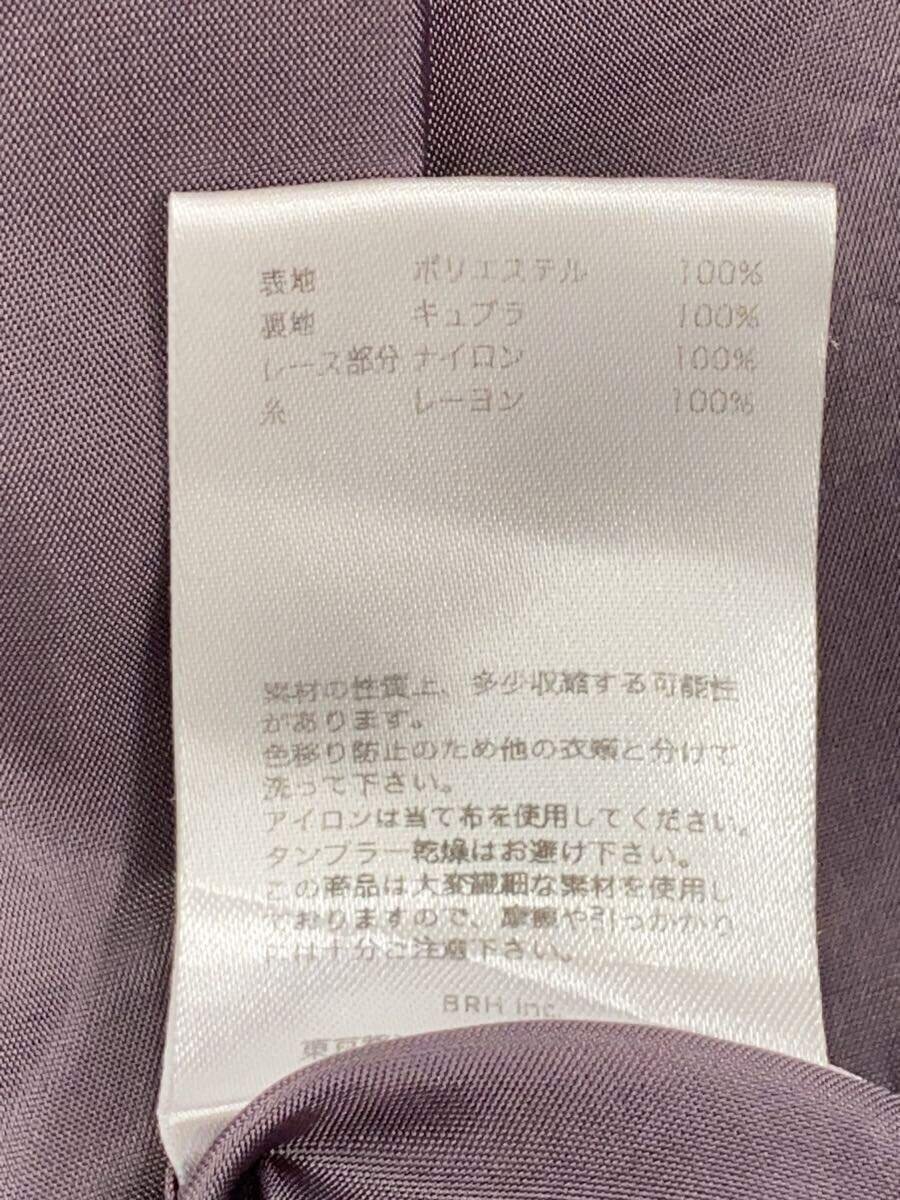 表地 ポリエステル 100%
裏地 キュプラ 100%
レース部分 ナイロン 100%
糸 レーヨン 100%
素材の性質上、多少収縮する可能性
があります。
色移り防止のため他の衣類と分けて
洗って下さい。
アイロンは当て布を使用してください。
タンブラー乾燥はお避け下さい。
この商品は大変繊細な素材を使用し
ておりますので、摩擦や引っかかり
には十分ご注意下さい。
BRH inc.
東京